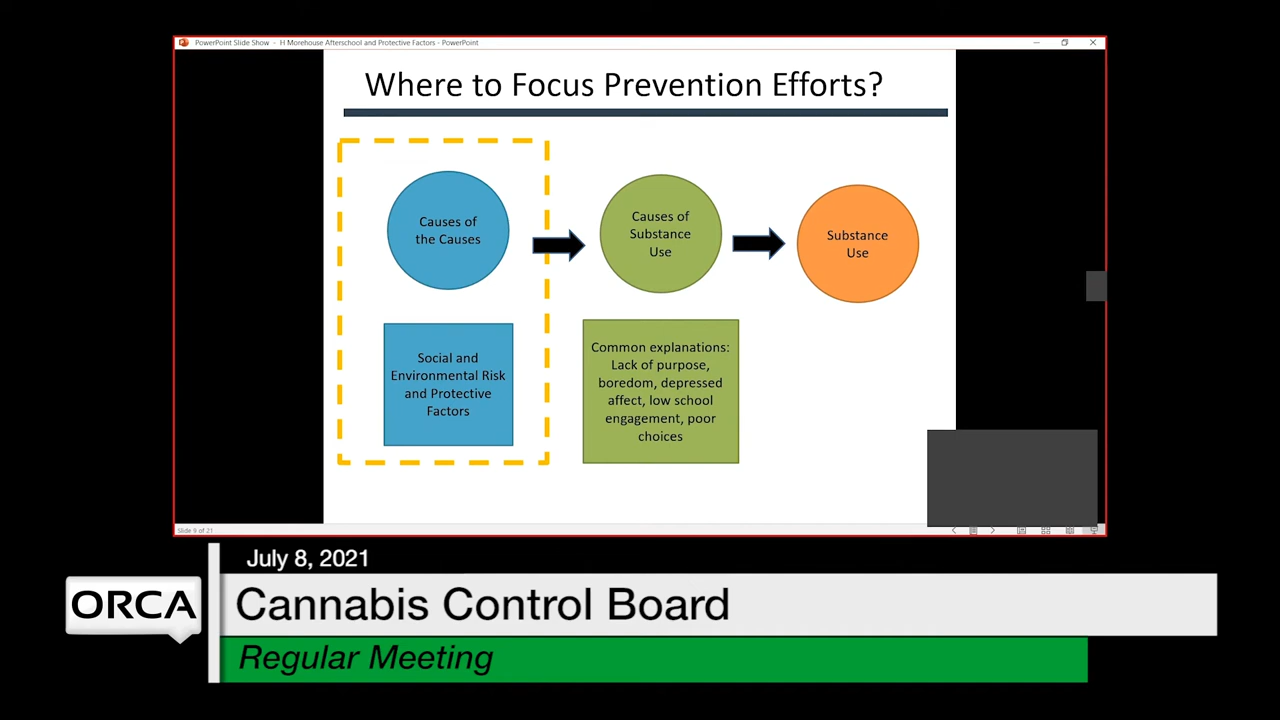 PowerPoint Slide Show - H Morehouse Afterschool and Protective Factors - PowerPoint
Where to Focus Prevention Efforts?
Causes of
the Causes
Causes of
Substance
Use
Substance
Use
Social and
Environmental Risk
and Protective
Factors
Common explanations:
Lack of purpose,
boredom, depressed
affect, low school
engagement, poor
choices
Slide 9 of 21
July 8, 2021
ORCA
Cannabis Control Board
Regular Meeting